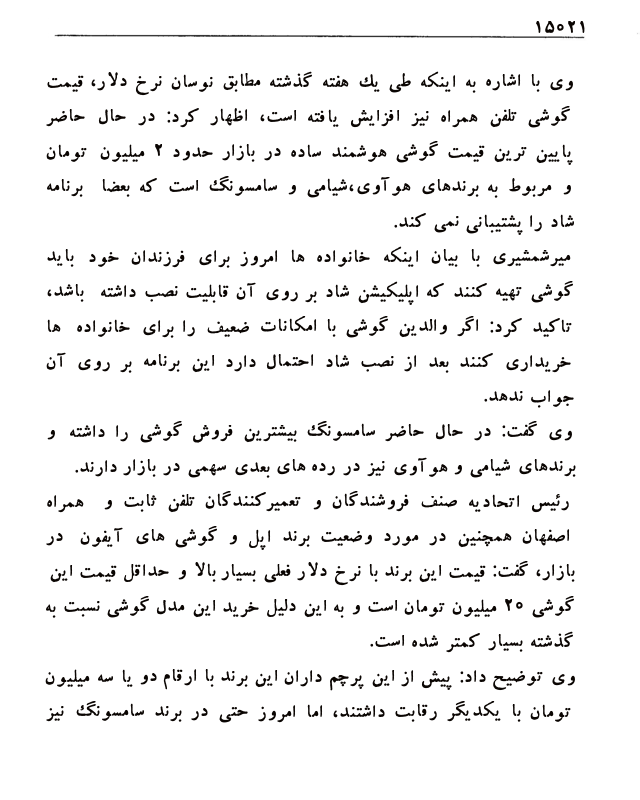 ۱۵۰۲۱
وی با اشاره به اینکه طی یك هفته گذشته مطابق نوسان نرخ دلار، قیمت
گوشی تلفن همراه نیز افزایش یافته است، اظهار کرد: در حال حاضر
پایین ترین قیمت گوشی هوشمند ساده در بازار حدود ۲ میلیون تومان
و مربوط به برندهای هوآوی،شیامی و سامسونگ است که بعضا برنامه
شاد را پشتیبانی نمی کند.
میرشمشیری با بیان اینکه خانواده ها امروز برای فرزندان خود باید
گوشی تهیه کنند که اپلیکیشن شاد بر روی آن قابلیت نصب داشته باشد،
تاکید کرد: اگر والدین گوشی با امکانات ضعیف را برای خانواده ها
خریداری کنند بعد از نصب شاد احتمال دارد این برنامه بر روی آن
جواب ندهد.
وی گفت: در حال حاضر سامسونگ بیشترین فروش گوشی را داشته و
برندهای شیامی و هوآوی نیز در رده های بعدی سهمی در بازار دارند.
رئیس اتحادیه صنف فروشندگان و تعمیرکنندگان تلفن ثابت و همراه
اصفهان همچنین در مورد وضعیت برند اپل و گوشی های آیفون در
بازار، گفت: قیمت این برند با نرخ دلار فعلی بسیار بالا و حداقل قیمت این
گوشی ۲۰ میلیون تومان است و به این دلیل خرید این مدل گوشی نسبت به
گذشته بسیار کمتر شده است.
وی توضیح داد: پیش از این پرچم داران این برند با ارقام دو یا سه میلیون
تومان با یکدیگر رقابت داشتند، اما امروز حتی در برند سامسونگ نیز